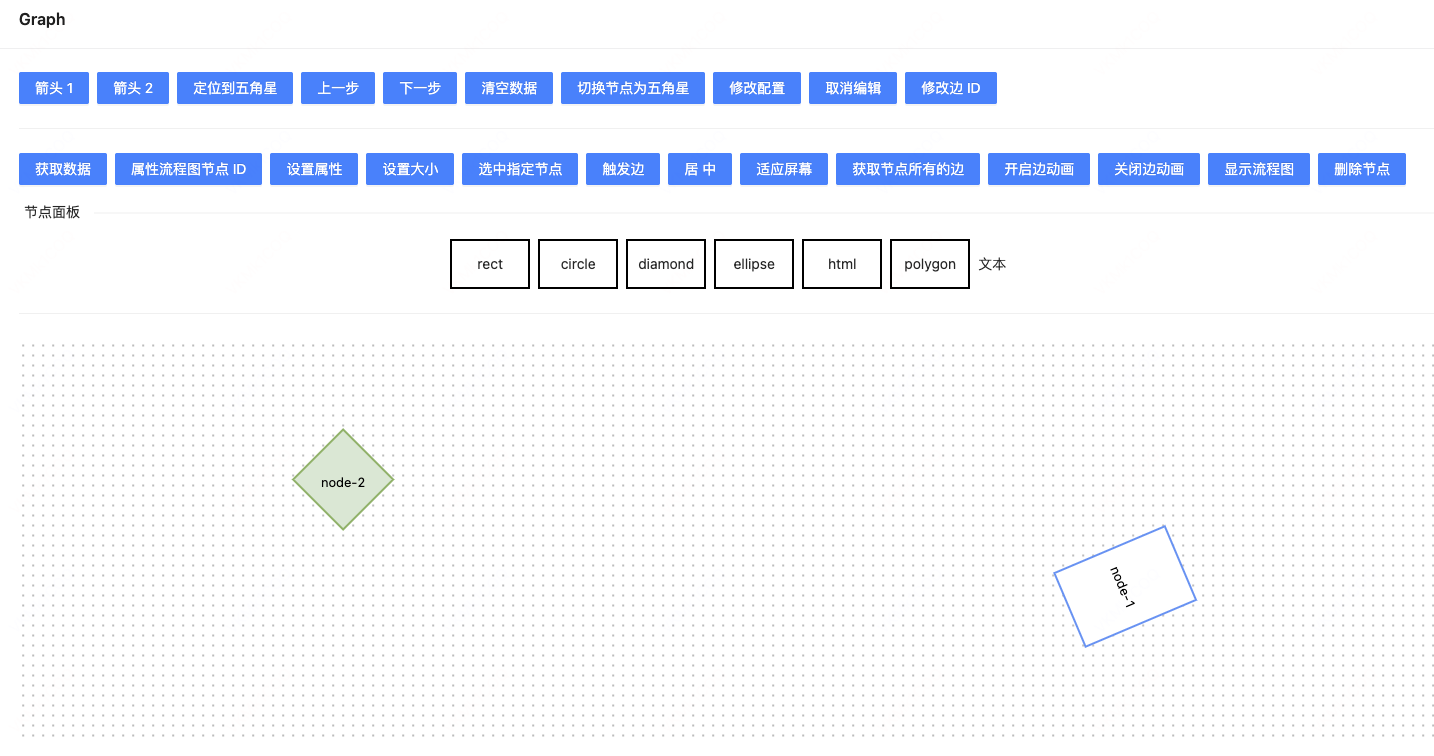 Graph
箭头 1 箭头 2 定位到五角星 上一步 下一步 清空数据 切换节点为五角星 修改配置 取消编辑 修改边 ID
获取数据 属性流程图节点 ID 设置属性 设置大小 选中指定节点 触发边 居 中 适应屏幕 获取节点所有的边 开启边动画 关闭边动画 显示流程图 删除节点
节点面板
rect circle diamond ellipse html polygon 文本
node-2
node-1